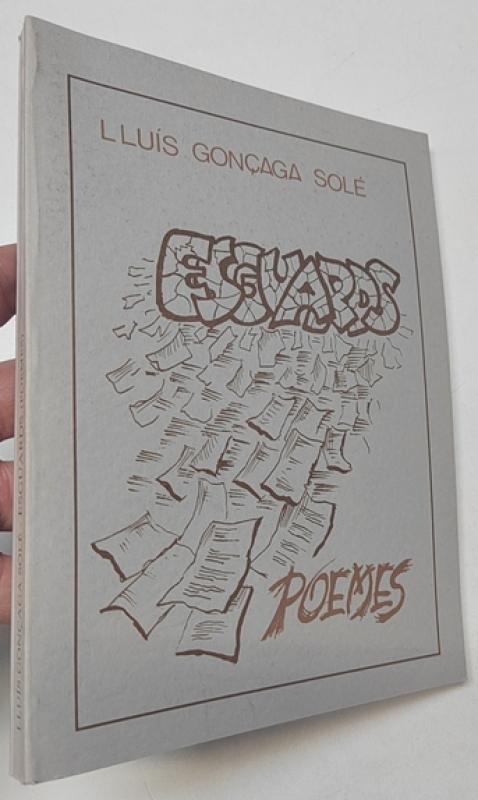 LLUÍS GONÇAGA SOLÉ
ESGUARDS
POEMES
LLUÍS GONÇAGA SOLÉ - ESGUARDS (POEMES)